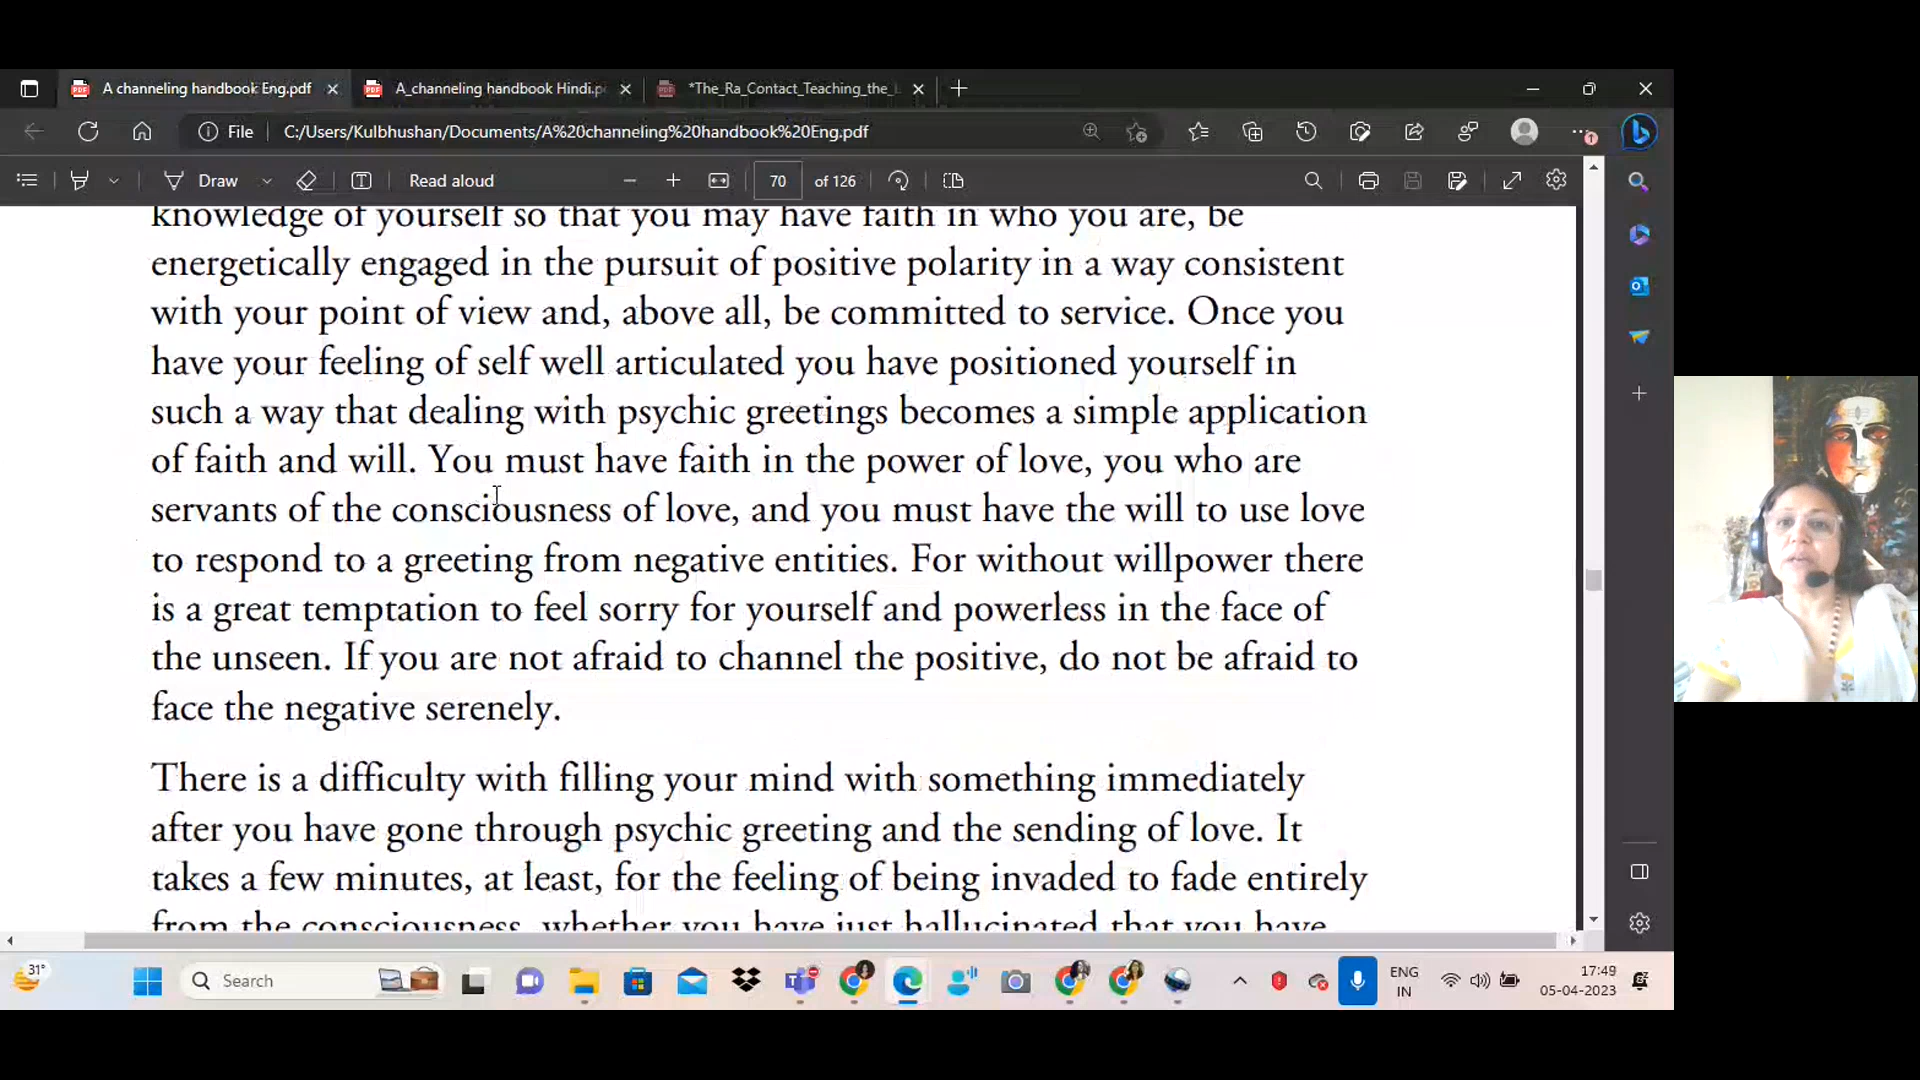 A channeling handbook Eng.pdf
A_channeling handbook Hindi.p
*The_Ra_Contact_Teaching_the_L
File
C:/Users/Kulbhushan/Documents/A%20channeling%20handbook%20Eng.pdf
Draw
Read aloud
70
of 126
knowledge of yourself so that you may have faith in who you are, be
energetically engaged in the pursuit of positive polarity in a way consistent
with your point of view and, above all, be committed to service. Once you
have your feeling of self well articulated you have positioned yourself in
such a way that dealing with psychic greetings becomes a simple application
of faith and will. You must have faith in the power of love, you who are
servants of the consciousness of love, and you must have the will to use love
to respond to a greeting from negative entities. For without willpower there
is a great temptation to feel sorry for yourself and powerless in the face of
the unseen. If you are not afraid to channel the positive, do not be afraid to
face the negative serenely.
There is a difficulty with filling your mind with something immediately
after you have gone through psychic greeting and the sending of love. It
takes a few minutes, at least, for the feeling of being invaded to fade entirely
from the consciousness, whether you have just hallucinated that you have
31°
Search
ENG
IN
17:49
05-04-2023